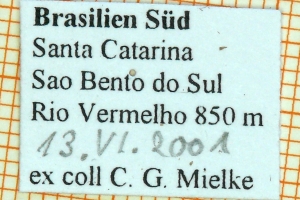 Brasilien Süd
Santa Catarina
Sao Bento do Sul
Rio Vermelho 850 m
13.VI.2001
ex coll C. G. Mielke